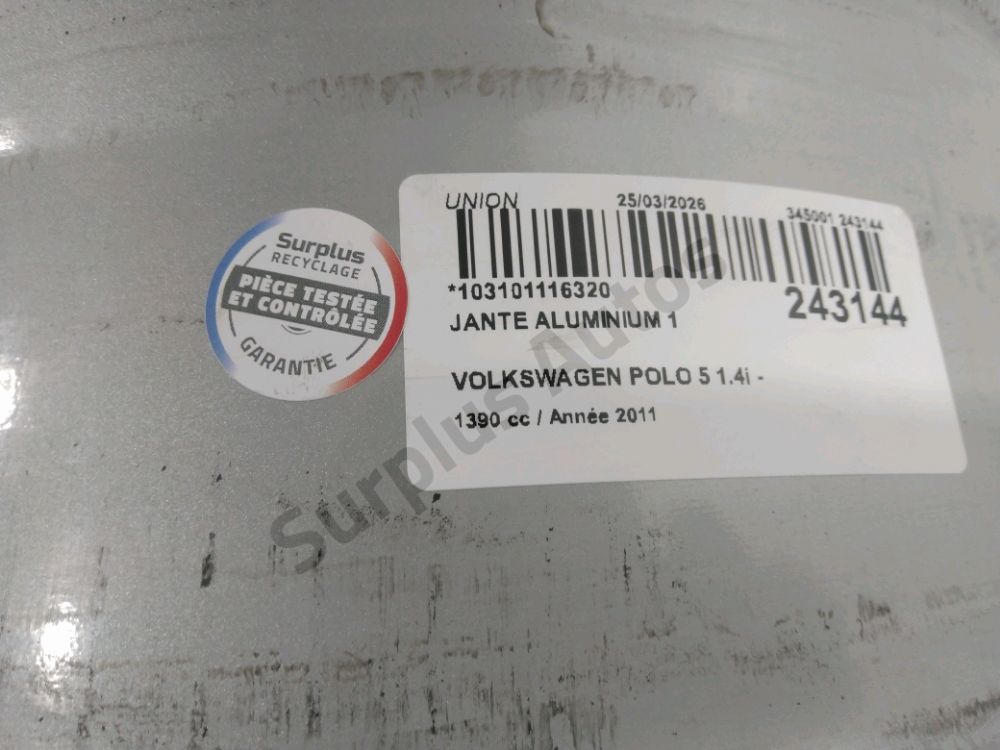 Surplus
RECYCLAGE
PIÈCE TESTÉE
ET CONTRÔLÉE
GARANTIE
UNION 25/03/2026 345001 243144
*103101116320 243144
JANTE ALUMINIUM 1
VOLKSWAGEN POLO 5 1.4i -
1390 cc / Année 2011
Surplus Autos